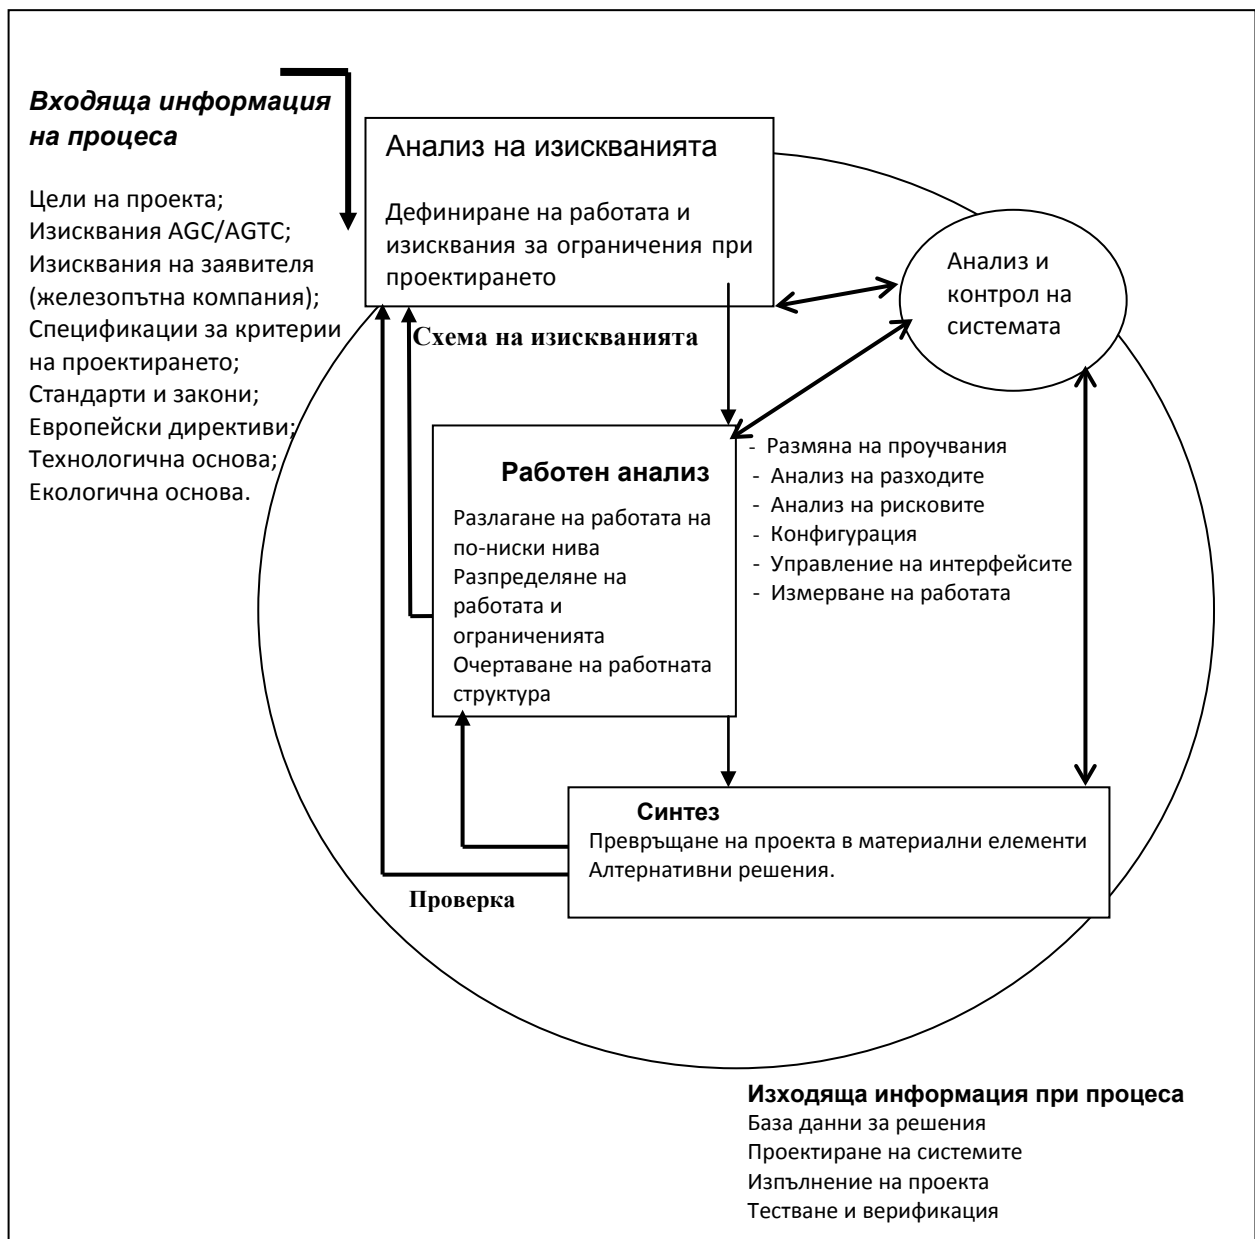 Входяща информация
на процеса
Цели на проекта;
Изисквания AGC/AGTC;
Изисквания на заявителя
(железопътна компания);
Спецификации за критерии
на проектирането;
Стандарти и закони;
Европейски директиви;
Технологична основа;
Екологична основа.
Анализ на изискванията
Дефиниране на работата и
изисквания за ограничения при
проектирането
Анализ и
контрол на
системата
Схема на изискванията
Работен анализ
Разлагане на работата на
по-ниски нива
Разпределяне на
работата и
ограниченията
Очертаване на работната
структура
- Размяна на проучвания
- Анализ на разходите
- Анализ на рисковите
- Конфигурация
- Управление на интерфейсите
- Измерване на работата
Синтез
Превръщане на проекта в материални елементи
Алтернативни решения.
Проверка
Изходяща информация при процеса
База данни за решения
Проектиране на системите
Изпълнение на проекта
Тестване и верификация